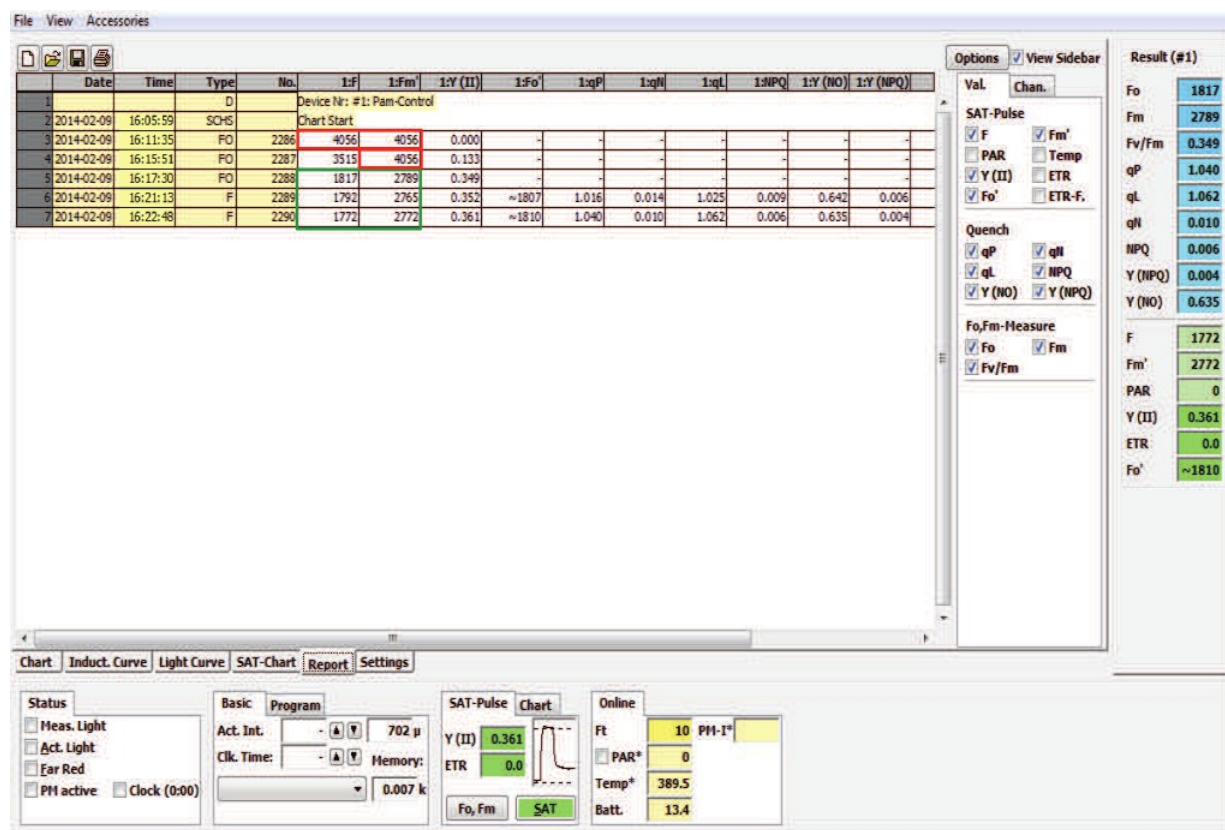 File View Accessories
Date Time Type No. 1:F 1:Fm' 1:Y (II) 1:Fo' 1:qP 1:qN 1:qL 1:NPQ 1:Y (NO) 1:Y (NPQ)
1 D Device Nr: #1: Pam-Control
2 2014-02-09 16:05:59 SCHS Chart Start
3 2014-02-09 16:11:35 FO 2286 4056 4056 0.000 - - - - - - -
4 2014-02-09 16:15:51 FO 2287 3515 4056 0.133 - - - - - - -
5 2014-02-09 16:17:30 FO 2288 1817 2789 0.349 - - - - - - -
6 2014-02-09 16:21:13 F 2289 1792 2765 0.352 ~1807 1.016 0.014 1.025 0.009 0.642 0.006
7 2014-02-09 16:22:48 F 2290 1772 2772 0.361 ~1810 1.040 0.010 1.062 0.006 0.635 0.004
Options View Sidebar
Val. Chan.
SAT-Pulse
F Fm'
PAR Temp
Y (II) ETR
Fo' ETR-F.
Quench
qP qN
qL NPQ
Y (NO) Y (NPQ)
Fo,Fm-Measure
Fo Fm
Fv/Fm
Result (#1)
Fo 1817
Fm 2789
Fv/Fm 0.349
qP 1.040
qL 1.062
qN 0.010
NPQ 0.006
Y (NPQ) 0.004
Y (NO) 0.635
F 1772
Fm' 2772
PAR 0
Y (II) 0.361
ETR 0.0
Fo' ~1810
Chart Induct. Curve Light Curve SAT-Chart Report Settings
Status
Meas. Light
Act. Light
Far Red
PM active Clock (0:00)
Basic Program
Act. Int. - 702 µ
Clk. Time: - Memory:
0.007 k
SAT-Pulse Chart
Y (II) 0.361
ETR 0.0
Fo, Fm SAT
Online
Ft 10 PM-I*
PAR* 0
Temp* 389.5
Batt. 13.4